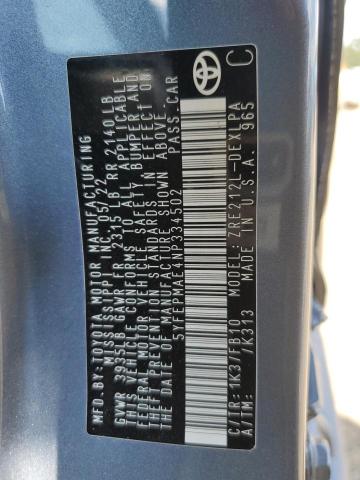 MFD. BY: TOYOTA MOTOR MANUFACTURING
MISSISSIPPI INC. 05/22
GVWR 3935LB GAWR FR 2315LB RR 2140LB
THIS VEHICLE CONFORMS TO ALL APPLICABLE
FEDERAL MOTOR VEHICLE SAFETY BUMPER AND
THEFT PREVENTION STANDARDS IN EFFECT ON
THE DATE OF MANUFACTURE SHOWN ABOVE.
5YFEPMAE4NP334502 PASS.CAR
C/TR: 1K3/FB10 MODEL: ZRE212L-DEXLPA
A/TM: /K313 MADE IN U.S.A. 965
TOYOTA
C